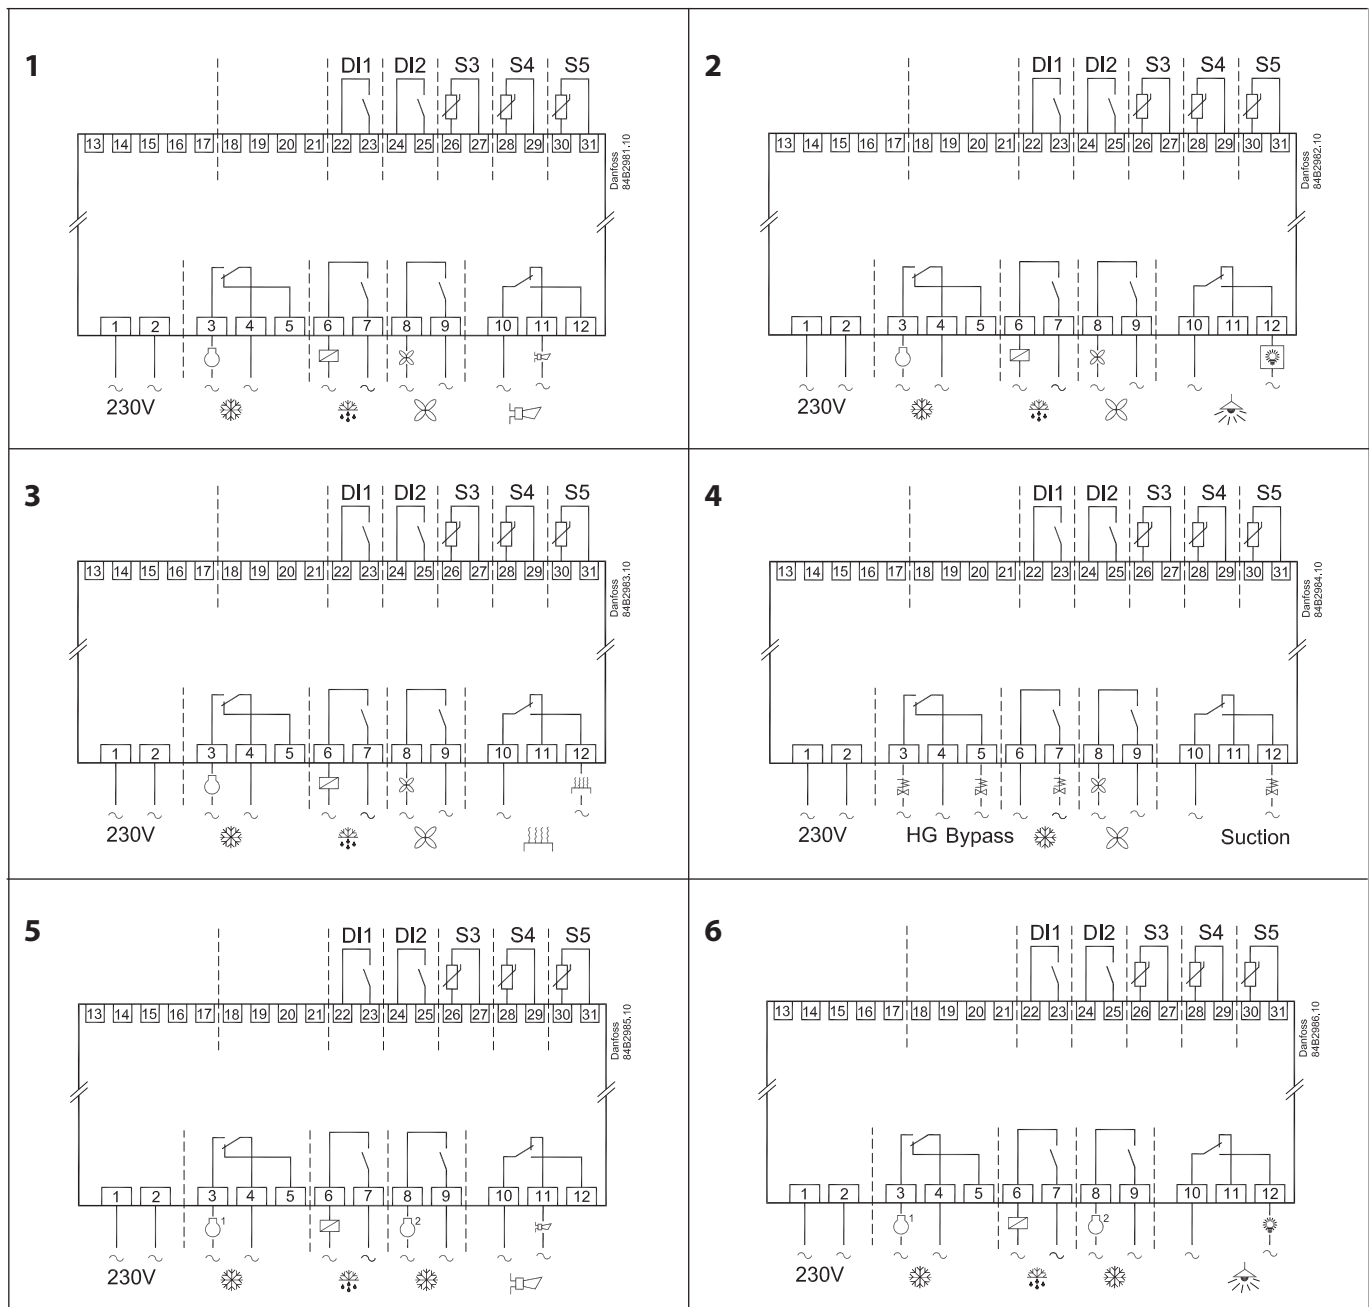 1
DI1 DI2 S3 S4 S5
13 14 15 16 17 18 19 20 21 22 23 24 25 26 27 28 29 30 31
Danfoss
84B2981.10
1 2 3 4 5 6 7 8 9 10 11 12
230V
2
DI1 DI2 S3 S4 S5
13 14 15 16 17 18 19 20 21 22 23 24 25 26 27 28 29 30 31
Danfoss
84B2982.10
1 2 3 4 5 6 7 8 9 10 11 12
230V
3
DI1 DI2 S3 S4 S5
13 14 15 16 17 18 19 20 21 22 23 24 25 26 27 28 29 30 31
Danfoss
84B2983.10
1 2 3 4 5 6 7 8 9 10 11 12
230V
4
DI1 DI2 S3 S4 S5
13 14 15 16 17 18 19 20 21 22 23 24 25 26 27 28 29 30 31
Danfoss
84B2984.10
1 2 3 4 5 6 7 8 9 10 11 12
230V HG Bypass Suction
5
DI1 DI2 S3 S4 S5
13 14 15 16 17 18 19 20 21 22 23 24 25 26 27 28 29 30 31
Danfoss
84B2985.10
1 2 3 4 5 6 7 8 9 10 11 12
1 2
230V
6
DI1 DI2 S3 S4 S5
13 14 15 16 17 18 19 20 21 22 23 24 25 26 27 28 29 30 31
Danfoss
84B2986.10
1 2 3 4 5 6 7 8 9 10 11 12
1 2
230V